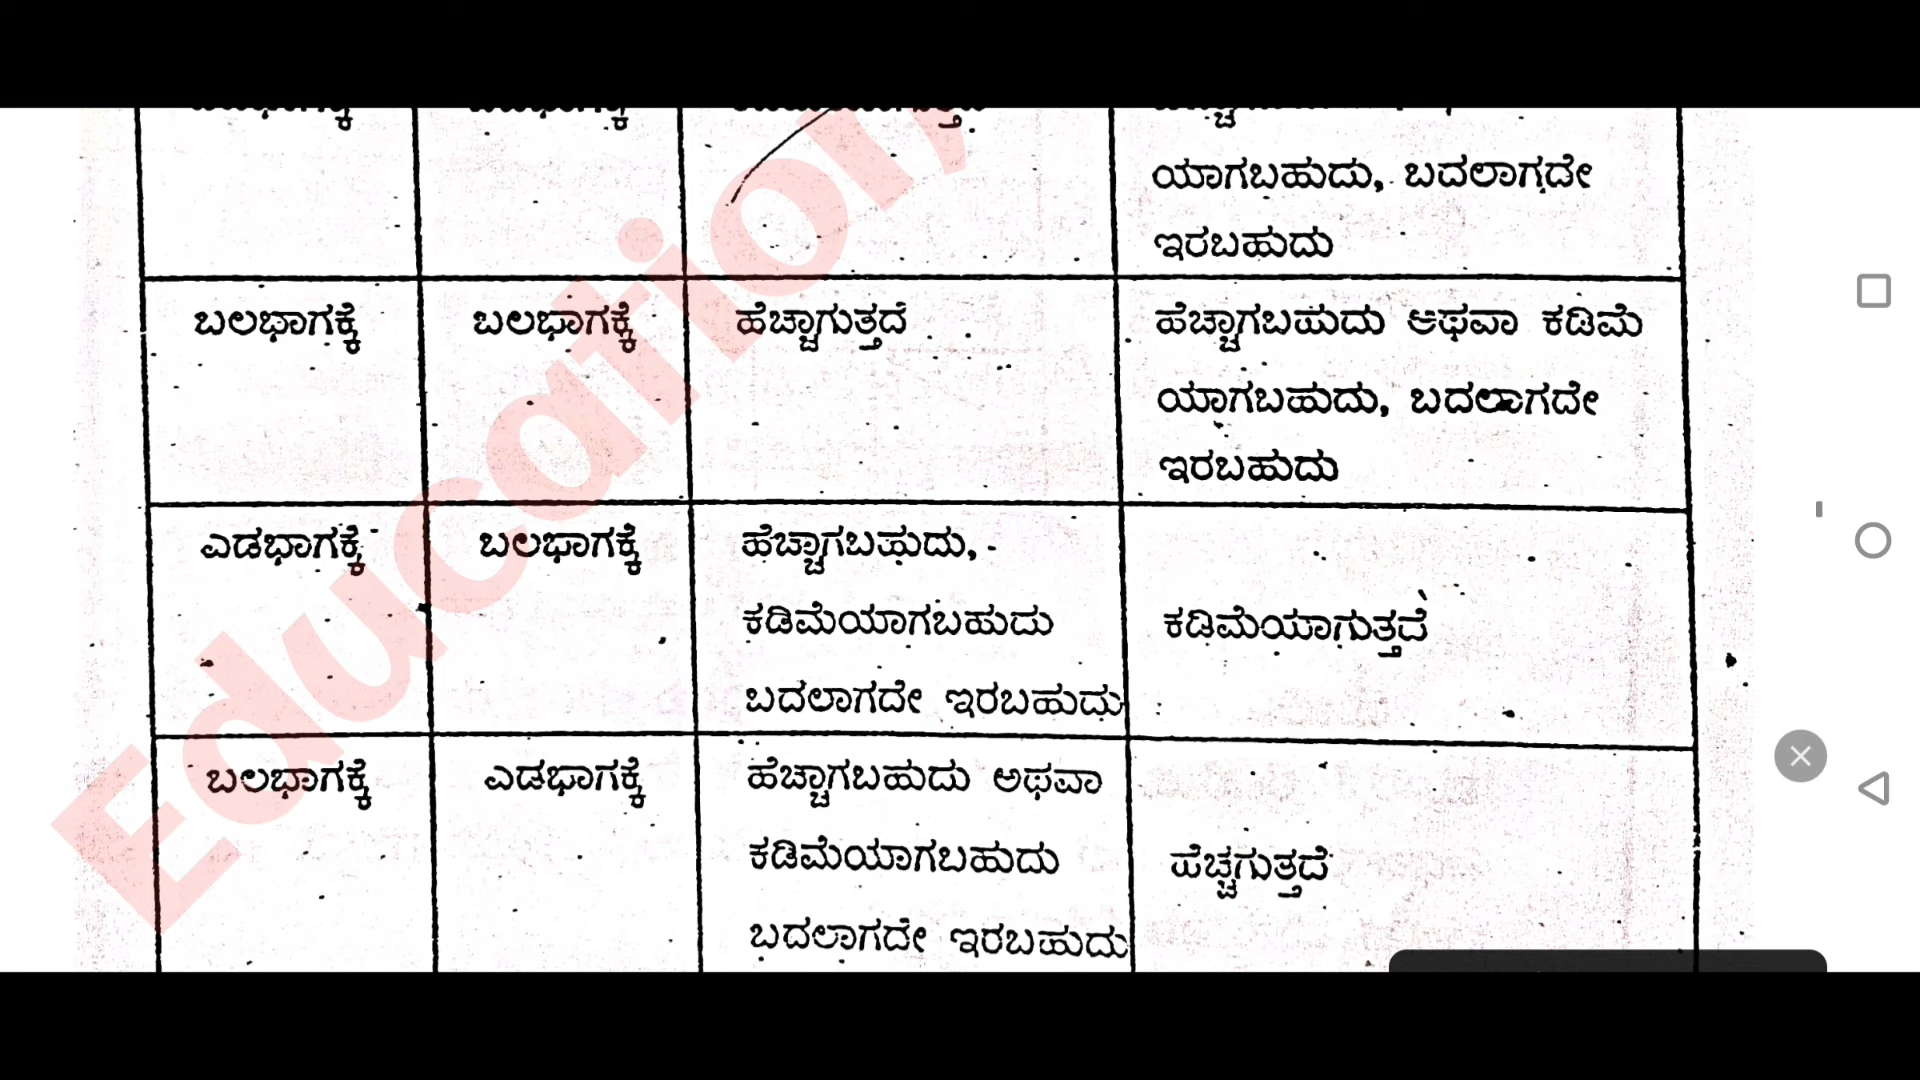 ಯಾಗಬಹುದು, ಬದಲಾಗದೇ
ಇರಬಹುದು
ಬಲಭಾಗಕ್ಕೆ ಬಲಭಾಗಕ್ಕೆ ಹೆಚ್ಚಾಗುತ್ತದೆ ಹೆಚ್ಚಾಗಬಹುದು ಅಥವಾ ಕಡಿಮೆ
ಯಾಗಬಹುದು, ಬದಲಾಗದೇ
ಇರಬಹುದು
ಎಡಭಾಗಕ್ಕೆ ಬಲಭಾಗಕ್ಕೆ ಹೆಚ್ಚಾಗಬಹುದು,
ಕಡಿಮೆಯಾಗಬಹುದು ಕಡಿಮೆಯಾಗುತ್ತದೆ
ಬದಲಾಗದೇ ಇರಬಹುದು
ಬಲಭಾಗಕ್ಕೆ ಎಡಭಾಗಕ್ಕೆ ಹೆಚ್ಚಾಗಬಹುದು ಅಥವಾ
ಕಡಿಮೆಯಾಗಬಹುದು ಹೆಚ್ಚಗುತ್ತದೆ
ಬದಲಾಗದೇ ಇರಬಹುದು
Education